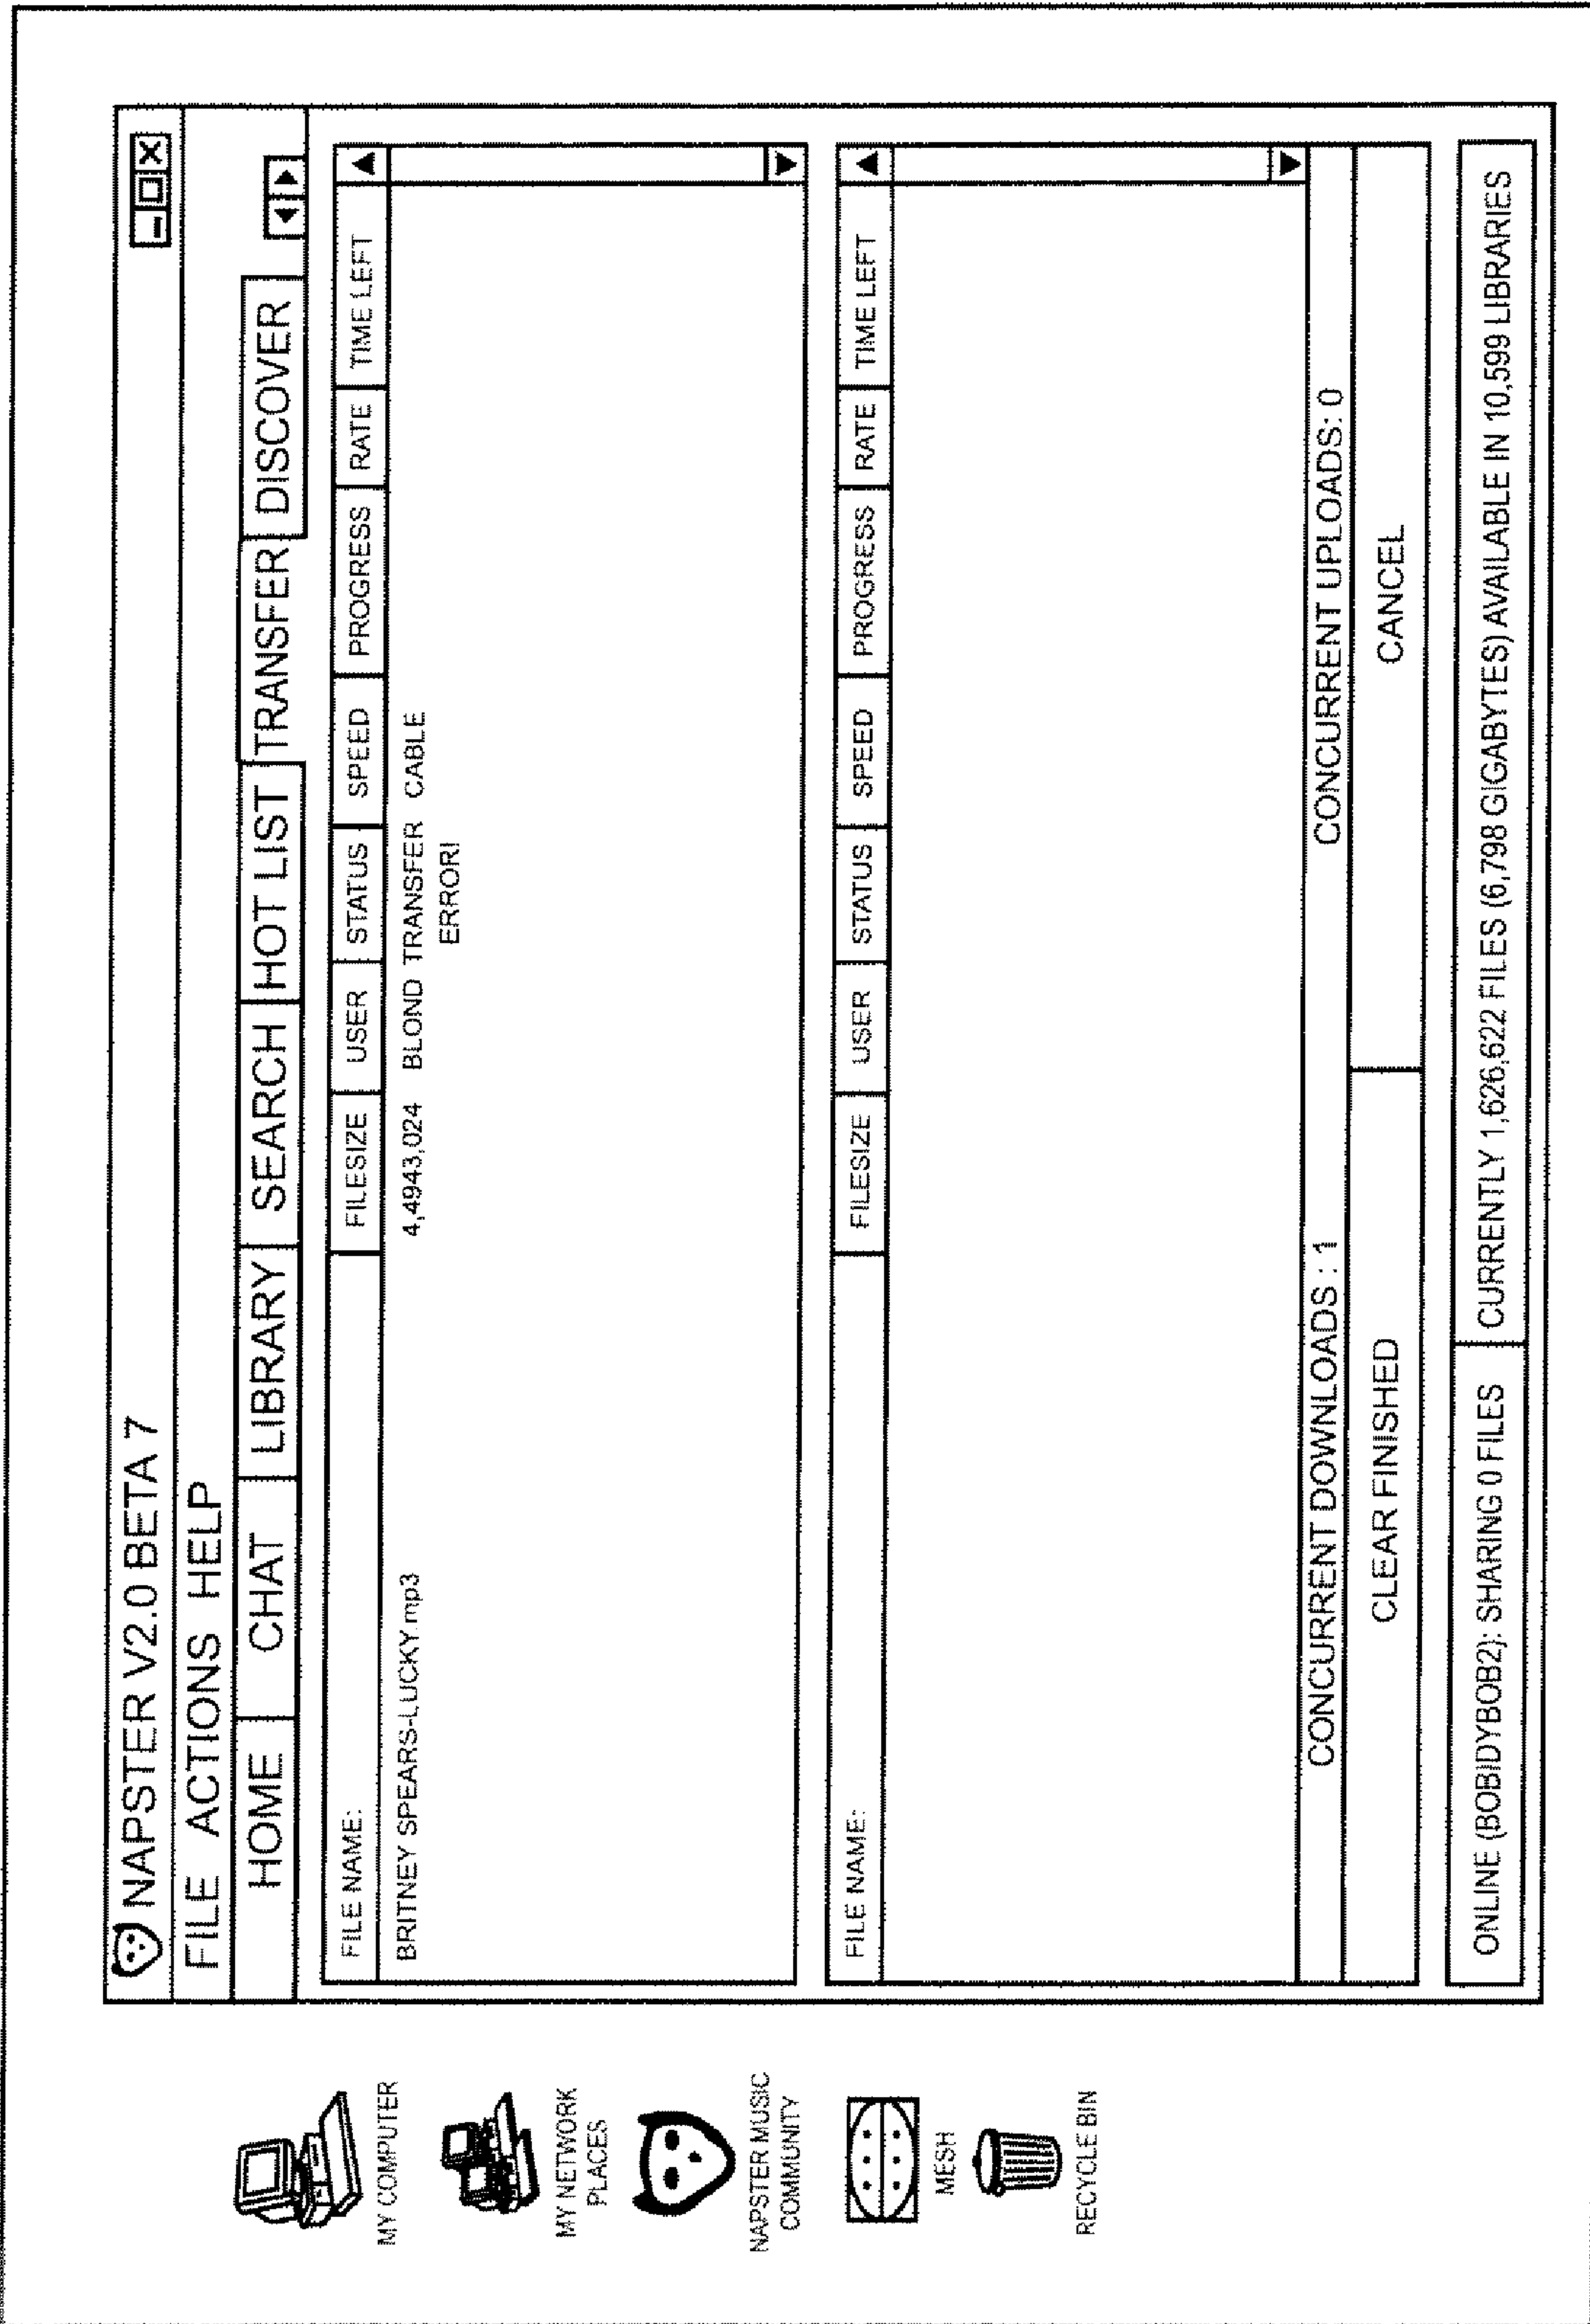 NAPSTER V2.0 BETA 7
FILE ACTIONS HELP
HOME CHAT LIBRARY SEARCH HOT LIST TRANSFER DISCOVER
FILE NAME: FILESIZE USER STATUS SPEED PROGRESS RATE TIME LEFT
BRITNEY SPEARS-LUCKY.mp3 4,4943,024 BLOND TRANSFER CABLE
ERROR!
FILE NAME: FILESIZE USER STATUS SPEED PROGRESS RATE TIME LEFT
CONCURRENT DOWNLOADS : 1 CONCURRENT UPLOADS: 0
CLEAR FINISHED CANCEL
ONLINE (BOBIDYBOB2): SHARING 0 FILES CURRENTLY 1,626,622 FILES (6,798 GIGABYTES) AVAILABLE IN 10,599 LIBRARIES
MY COMPUTER
MY NETWORK
PLACES
NAPSTER MUSIC
COMMUNITY
MESH
RECYCLE BIN